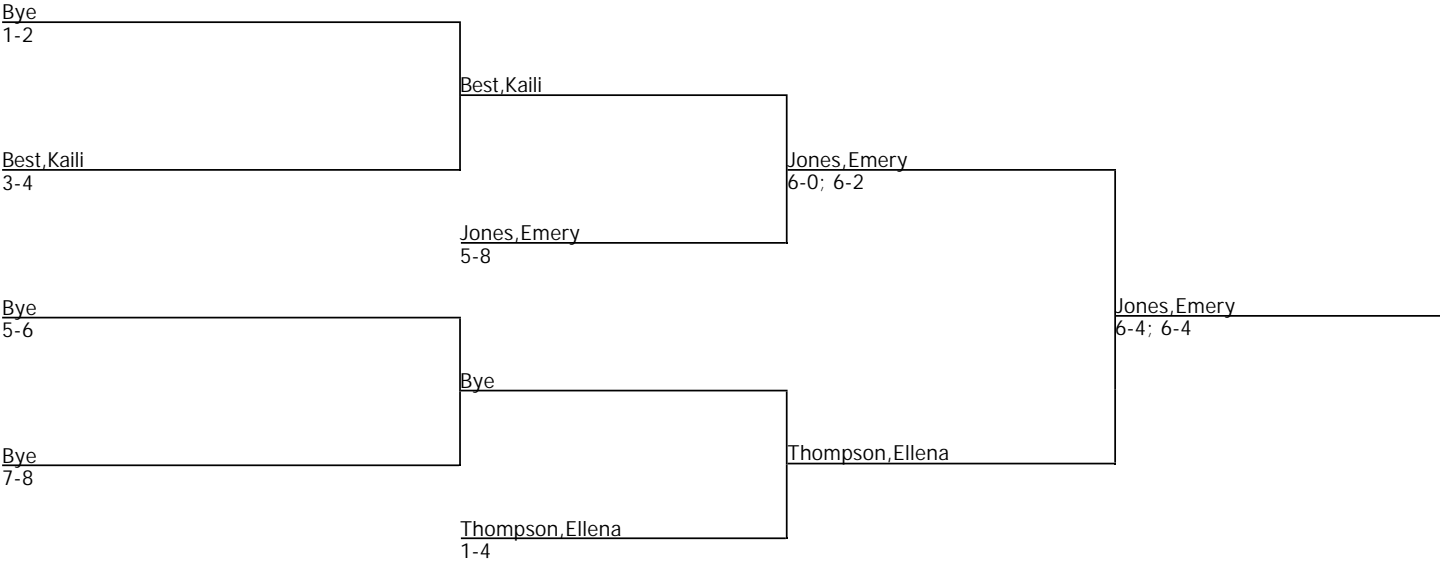 Bye
1-2
Best,Kaili
Best,Kaili
3-4
Jones,Emery
6-0; 6-2
Jones,Emery
5-8
Bye
5-6
Jones,Emery
6-4; 6-4
Bye
Bye
7-8
Thompson,Ellena
Thompson,Ellena
1-4